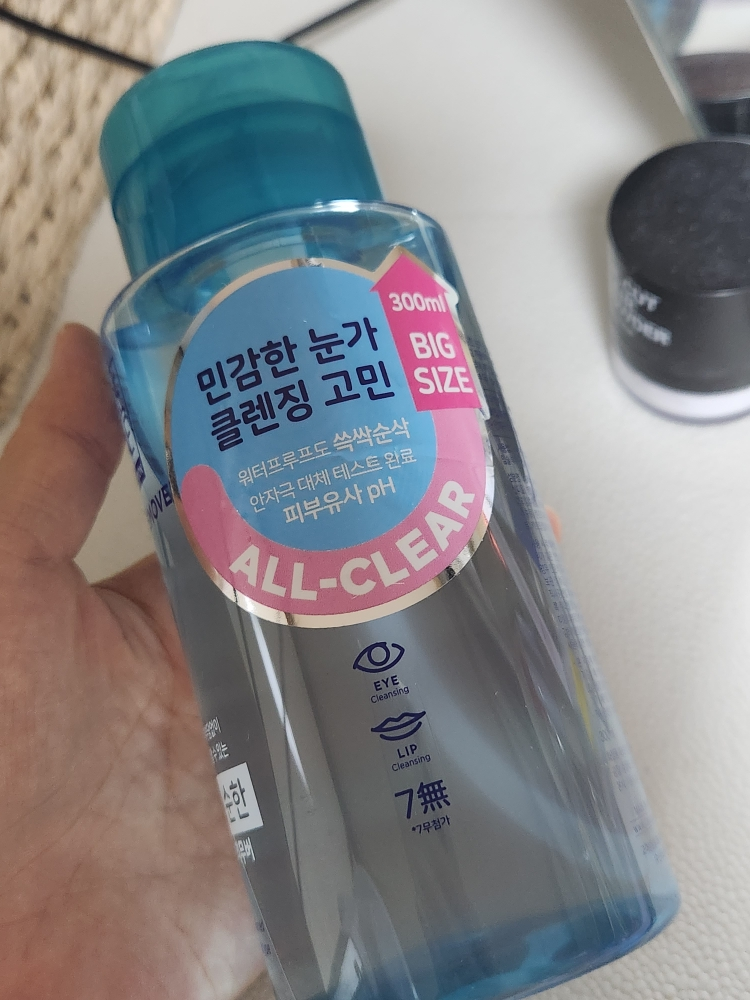 300ml
BIG
SIZE
민감한 눈가
클렌징 고민
워터프루프도 쓱싹순삭
안자극 대체 테스트 완료
피부유사 pH
ALL-CLEAR
EYE
Cleansing
LIP
Cleansing
7無
*7무첨가
순한